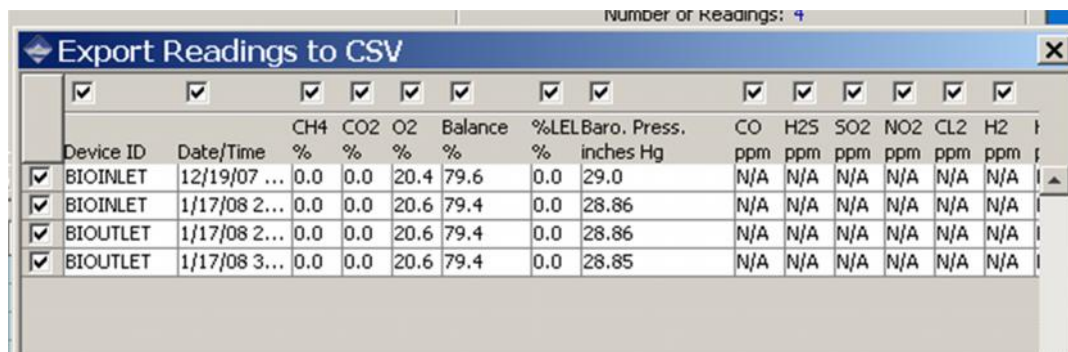 Number of Readings: 4
Export Readings to CSV
CH4 CO2 O2 Balance %LEL Baro. Press. CO H2S SO2 NO2 CL2 H2
Device ID Date/Time % % % % % inches Hg ppm ppm ppm ppm ppm ppm
BIOINLET 12/19/07 ... 0.0 0.0 20.4 79.6 0.0 29.0 N/A N/A N/A N/A N/A N/A
BIOINLET 1/17/08 2... 0.0 0.0 20.6 79.4 0.0 28.86 N/A N/A N/A N/A N/A N/A
BIOUTLET 1/17/08 2... 0.0 0.0 20.6 79.4 0.0 28.86 N/A N/A N/A N/A N/A N/A
BIOUTLET 1/17/08 3... 0.0 0.0 20.6 79.4 0.0 28.85 N/A N/A N/A N/A N/A N/A